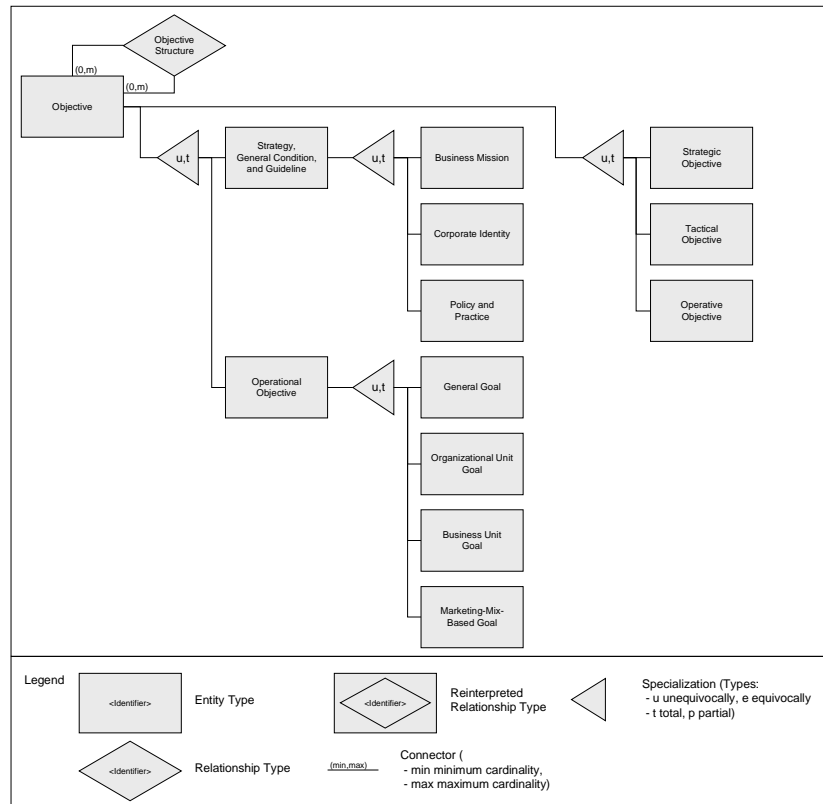 Objective
Structure
(0,m)
(0,m)
Objective
u,t
Strategy,
General Condition,
and Guideline
u,t
Business Mission
u,t
Strategic
Objective
Corporate Identity
Tactical
Objective
Policy and
Practice
Operative
Objective
Operational
Objective
u,t
General Goal
Organizational Unit
Goal
Business Unit
Goal
Marketing-Mix-
Based Goal
Legend
<Identifier>
Entity Type
<Identifier>
Reinterpreted
Relationship Type
Specialization (Types:
- u unequivocally, e equivocally
- t total, p partial)
<Identifier>
Relationship Type
(min,max)
Connector (
- min minimum cardinality,
- max maximum cardinality)